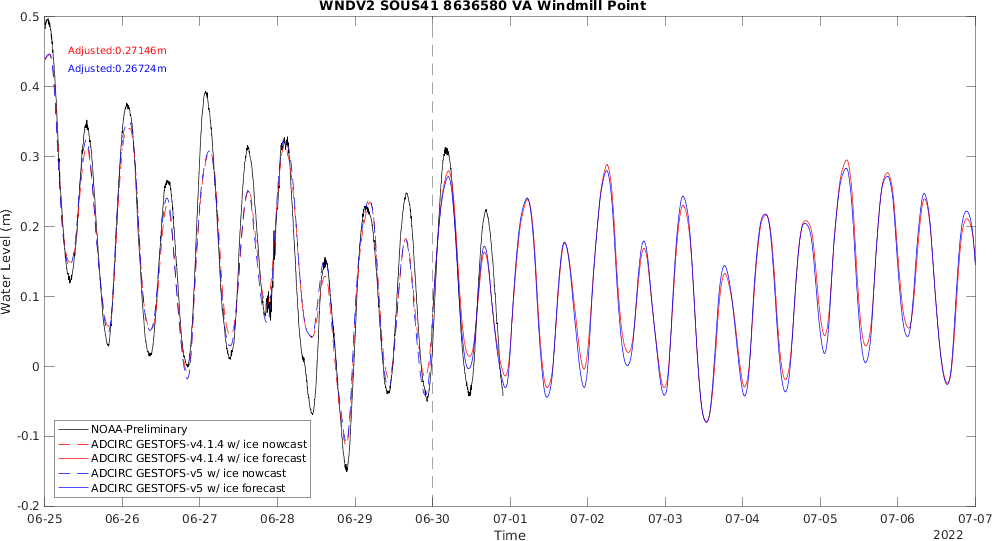 WNDV2 SOUS41 8636580 VA Windmill Point
Adjusted:0.27146m
Adjusted:0.26724m
0.5
0.4
0.3
0.2
0.1
0
-0.1
-0.2
Water Level (m)
NOAA-Preliminary
ADCIRC GESTOFS-v4.1.4 w/ ice nowcast
ADCIRC GESTOFS-v4.1.4 w/ ice forecast
ADCIRC GESTOFS-v5 w/ ice nowcast
ADCIRC GESTOFS-v5 w/ ice forecast
06-25 06-26 06-27 06-28 06-29 06-30 07-01 07-02 07-03 07-04 07-05 07-06 07-07
Time
2022